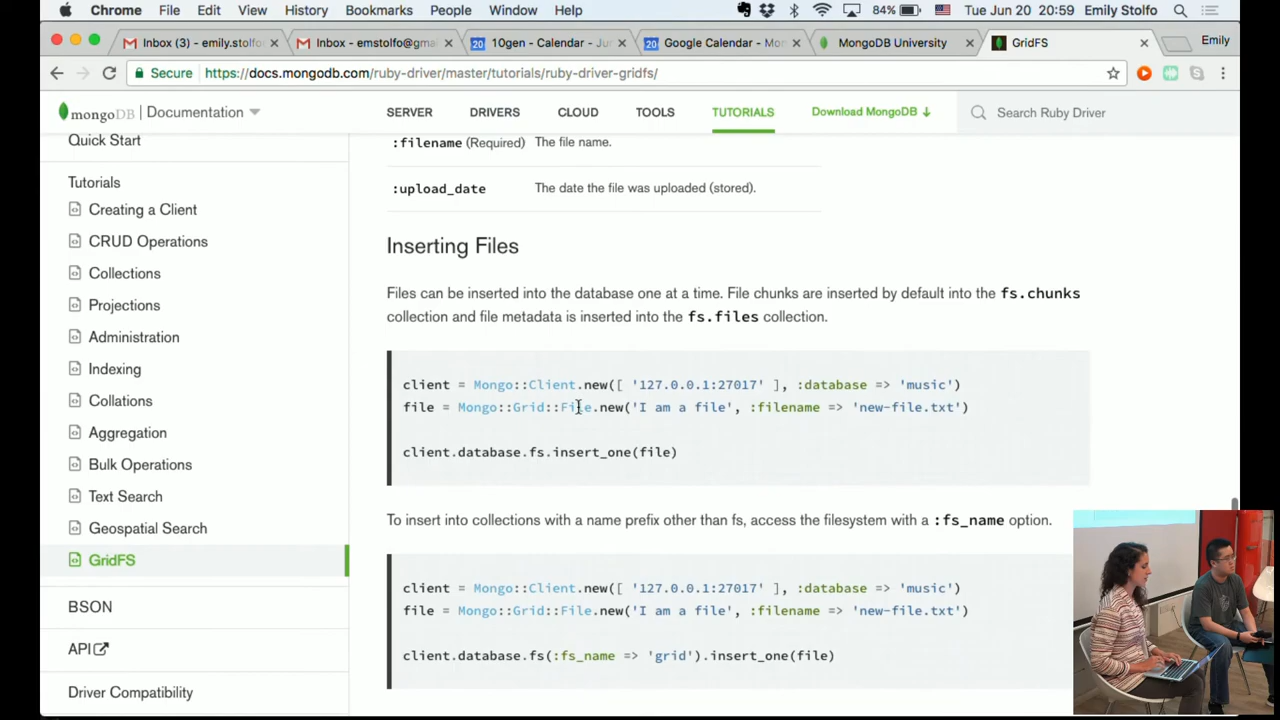 Chrome File Edit View History Bookmarks People Window Help 84% Tue Jun 20 20:59 Emily Stolfo
Inbox (3) - emily.stolfo × Inbox - emstolfo@gma × 10gen - Calendar - Ju × Google Calendar - Mo × MongoDB University × GridFS × Emily
Secure https://docs.mongodb.com/ruby-driver/master/tutorials/ruby-driver-gridfs/
mongoDB Documentation SERVER DRIVERS CLOUD TOOLS TUTORIALS Download MongoDB Search Ruby Driver
Quick Start
Tutorials
Creating a Client
CRUD Operations
Collections
Projections
Administration
Indexing
Collations
Aggregation
Bulk Operations
Text Search
Geospatial Search
GridFS
BSON
API
Driver Compatibility
:filename (Required) The file name.
:upload_date The date the file was uploaded (stored).
Inserting Files
Files can be inserted into the database one at a time. File chunks are inserted by default into the fs.chunks
collection and file metadata is inserted into the fs.files collection.
client = Mongo::Client.new([ '127.0.0.1:27017' ], :database => 'music')
file = Mongo::Grid::File.new('I am a file', :filename => 'new-file.txt')
client.database.fs.insert_one(file)
To insert into collections with a name prefix other than fs, access the filesystem with a :fs_name option.
client = Mongo::Client.new([ '127.0.0.1:27017' ], :database => 'music')
file = Mongo::Grid::File.new('I am a file', :filename => 'new-file.txt')
client.database.fs(:fs_name => 'grid').insert_one(file)